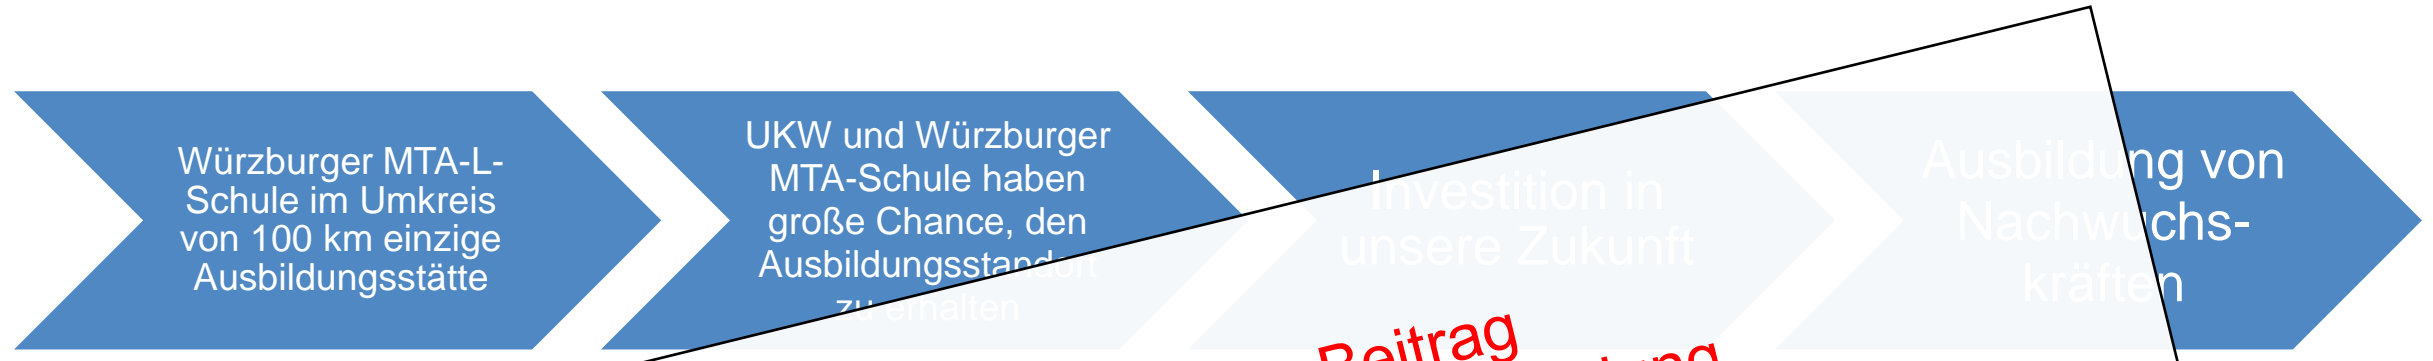 Würzburger MTA-L-
Schule im Umkreis
von 100 km einzige
Ausbildungsstätte
UKW und Würzburger
MTA-Schule haben
große Chance, den
Ausbildungsstandort
zu erhalten
Investition in
unsere Zukunft
Ausbildung von
Nachwuchs-
kräften
Beitrag